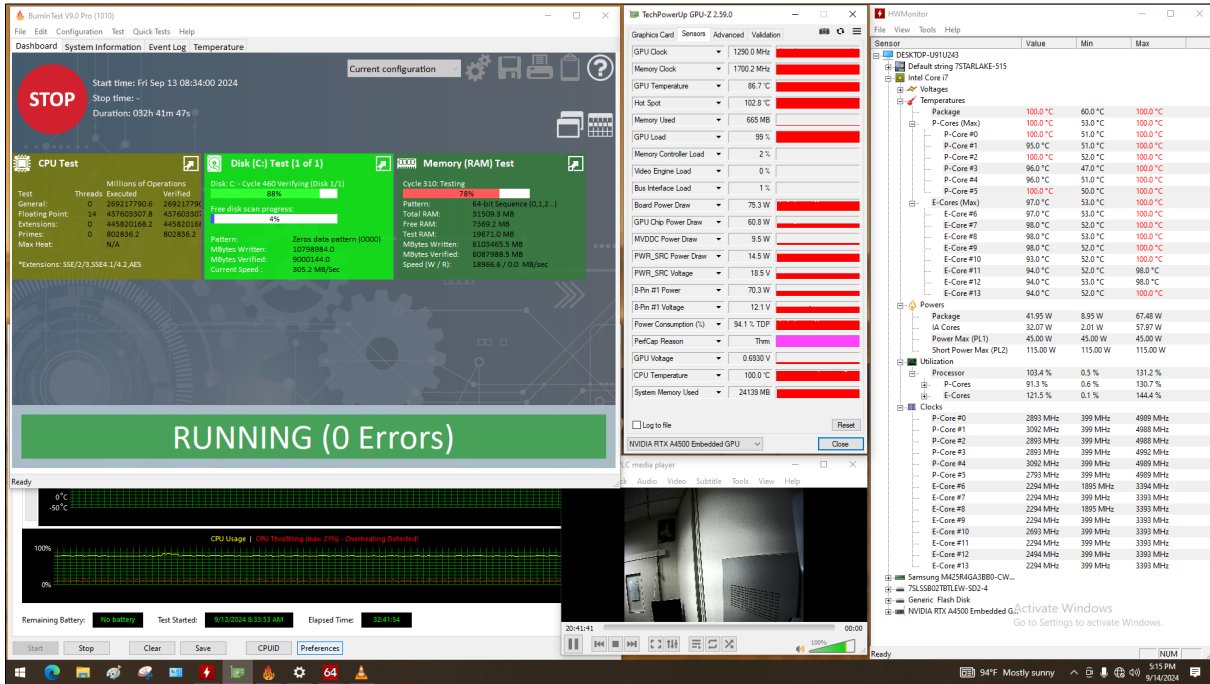 BurnInTest V9.0 Pro (1010)
File Edit Configuration Test Quick Tests Help
Dashboard System Information Event Log Temperature
Current configuration
STOP
Start time: Fri Sep 13 08:34:00 2024
Stop time: -
Duration: 032h 41m 47s
CPU Test
Millions of Operations
Test Threads Executed Verified
General: 0 269217790.6 269217790
Floating Point: 14 437603307.8 437603307
Extensions: 0 445820168.2 445820168
Primes: 0 802836.2 802836.2
Max Heat: N/A
*Extensions: SSE/2/3,SSE4.1/4.2,AES
Disk (C:) Test (1 of 1)
Disk: C: - Cycle 460 Verifying (Disk 1/1)
88%
Free disk scan progress:
4%
Pattern: Zeros data pattern (0000)
MBytes Written: 10798984.0
MBytes Verified: 9000144.0
Current Speed : 305.2 MB/Sec
Memory (RAM) Test
Cycle 310: Testing
78%
Pattern: 64-bit Sequence (0,1,2...)
Total RAM: 31509.3 MB
Free RAM: 7369.2 MB
Test RAM: 19671.0 MB
MBytes Written: 6103465.5 MB
MBytes Verified: 6087988.5 MB
Speed (W / R): 18966.6 / 0.0 MB/sec
RUNNING (0 Errors)
Ready
0°C
-50°C
CPU Usage | CPU Throttling (max: 21%) - Overheating Detected!
100%
0%
Remaining Battery: No battery Test Started: 9/13/2024 8:33:53 AM Elapsed Time: 32:41:54
Start Stop Clear Save CPUID Preferences
TechPowerUp GPU-Z 2.59.0
Graphics Card Sensors Advanced Validation
GPU Clock 1290.0 MHz
Memory Clock 1700.2 MHz
GPU Temperature 86.7 °C
Hot Spot 102.8 °C
Memory Used 665 MB
GPU Load 99 %
Memory Controller Load 2 %
Video Engine Load 0 %
Bus Interface Load 1 %
Board Power Draw 75.3 W
GPU Chip Power Draw 60.8 W
MVDDC Power Draw 9.5 W
PWR_SRC Power Draw 14.5 W
PWR_SRC Voltage 18.5 V
8-Pin #1 Power 70.3 W
8-Pin #1 Voltage 12.1 V
Power Consumption (%) 94.1 % TDP
PerfCap Reason Thrm
GPU Voltage 0.6930 V
CPU Temperature 100.0 °C
System Memory Used 24139 MB
Log to file Reset
NVIDIA RTX A4500 Embedded GPU Close
LC media player
ck Audio Video Subtitle Tools View Help
20:41:41 00:00
100%
HWMonitor
File View Tools Help
Sensor Value Min Max
DESKTOP-U91U243
Default string 7STARLAKE-515
Intel Core i7
Voltages
Temperatures
Package 100.0 °C 60.0 °C 100.0 °C
P-Cores (Max) 100.0 °C 53.0 °C 100.0 °C
P-Core #0 100.0 °C 51.0 °C 100.0 °C
P-Core #1 95.0 °C 51.0 °C 100.0 °C
P-Core #2 100.0 °C 52.0 °C 100.0 °C
P-Core #3 96.0 °C 47.0 °C 100.0 °C
P-Core #4 96.0 °C 51.0 °C 100.0 °C
P-Core #5 100.0 °C 50.0 °C 100.0 °C
E-Cores (Max) 97.0 °C 53.0 °C 100.0 °C
E-Core #6 97.0 °C 53.0 °C 100.0 °C
E-Core #7 98.0 °C 52.0 °C 100.0 °C
E-Core #8 98.0 °C 53.0 °C 100.0 °C
E-Core #9 98.0 °C 52.0 °C 100.0 °C
E-Core #10 93.0 °C 52.0 °C 100.0 °C
E-Core #11 94.0 °C 52.0 °C 98.0 °C
E-Core #12 94.0 °C 53.0 °C 98.0 °C
E-Core #13 94.0 °C 52.0 °C 100.0 °C
Powers
Package 41.95 W 8.95 W 67.48 W
IA Cores 32.07 W 2.01 W 57.97 W
Power Max (PL1) 45.00 W 45.00 W 45.00 W
Short Power Max (PL2) 115.00 W 115.00 W 115.00 W
Utilization
Processor 103.4 % 0.5 % 131.2 %
P-Cores 91.3 % 0.6 % 130.7 %
E-Cores 121.5 % 0.1 % 144.4 %
Clocks
P-Core #0 2893 MHz 399 MHz 4989 MHz
P-Core #1 3092 MHz 399 MHz 4988 MHz
P-Core #2 2893 MHz 399 MHz 4988 MHz
P-Core #3 2893 MHz 399 MHz 4992 MHz
P-Core #4 3092 MHz 399 MHz 4989 MHz
P-Core #5 2793 MHz 399 MHz 4989 MHz
E-Core #6 2294 MHz 1895 MHz 3394 MHz
E-Core #7 2294 MHz 399 MHz 3393 MHz
E-Core #8 2294 MHz 1895 MHz 3393 MHz
E-Core #9 2294 MHz 399 MHz 3393 MHz
E-Core #10 2693 MHz 399 MHz 3393 MHz
E-Core #11 2294 MHz 399 MHz 3393 MHz
E-Core #12 2494 MHz 399 MHz 3393 MHz
E-Core #13 2294 MHz 399 MHz 3393 MHz
Samsung M425R4GA3BB0-CW...
7SLSSB02TBTLEW-SD2-4
Generic Flash Disk
NVIDIA RTX A4500 Embedded G...
Activate Windows
Go to Settings to activate Windows.
Ready NUM
64
94°F Mostly sunny
5:15 PM
9/14/2024